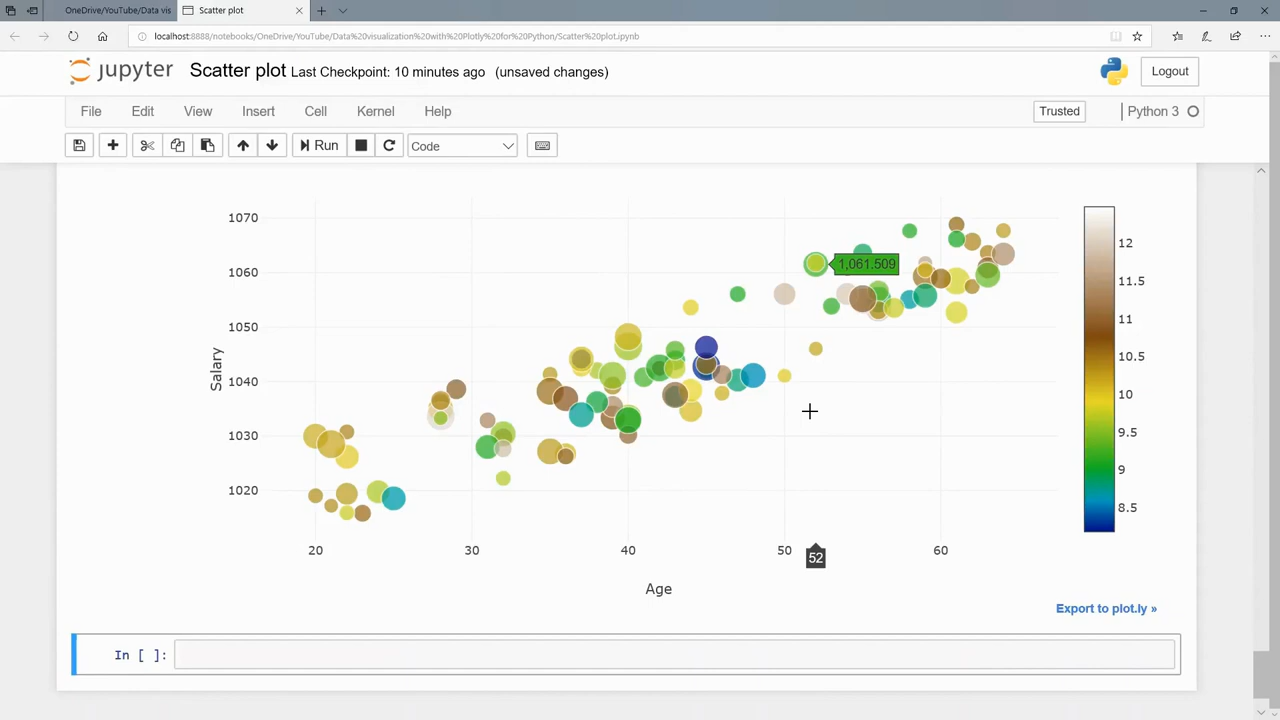 OneDrive/YouTube/Data vis
Scatter plot
localhost:8888/notebooks/OneDrive/YouTube/Data%20visualization%20with%20Plotly%20for%20Python/Scatter%20plot.ipynb
jupyter Scatter plot Last Checkpoint: 10 minutes ago (unsaved changes)
Logout
File Edit View Insert Cell Kernel Help
Trusted
Python 3
Run
Code
1070
1060
1050
1040
1030
1020
Salary
1,061.509
12
11.5
11
10.5
10
9.5
9
8.5
20 30 40 50 60
52
Age
Export to plot.ly »
In [ ]: